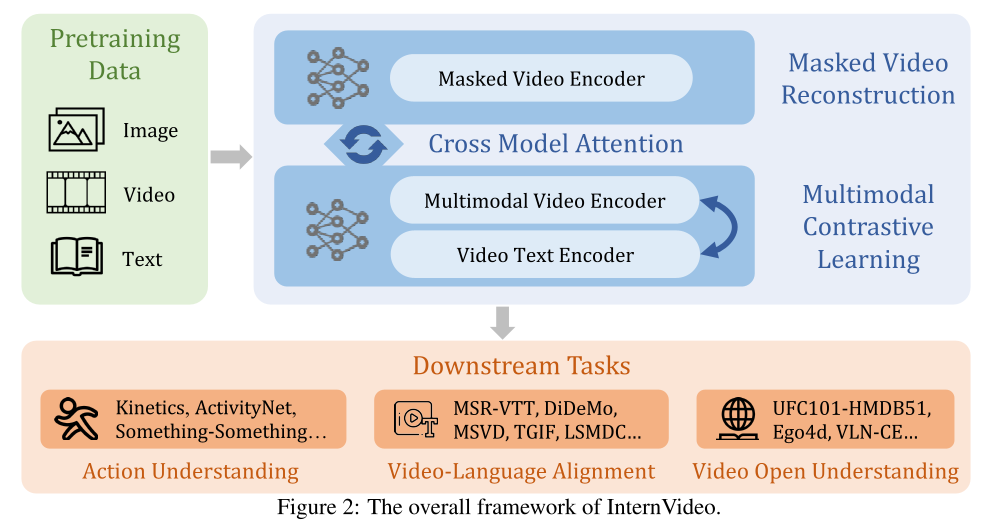 Pretraining
Data
Image
Video
Text
Masked Video Encoder
Masked Video
Reconstruction
Cross Model Attention
Multimodal Video Encoder
Video Text Encoder
Multimodal
Contrastive
Learning
Downstream Tasks
Kinetics, ActivityNet,
Something-Something…
Action Understanding
MSR-VTT, DiDeMo,
MSVD, TGIF, LSMDC…
Video-Language Alignment
UFC101-HMDB51,
Ego4d, VLN-CE…
Video Open Understanding
Figure 2: The overall framework of InternVideo.